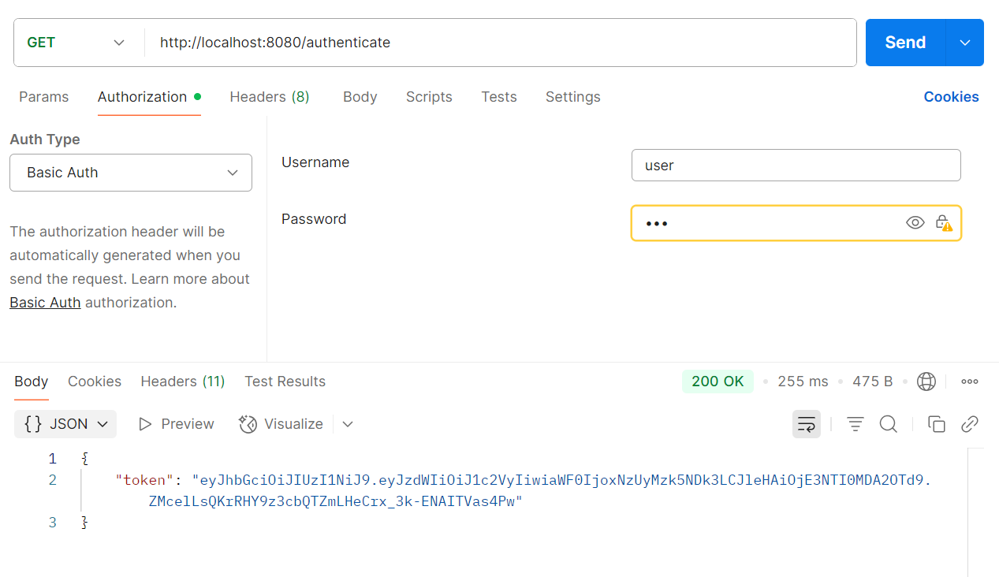 GET http://localhost:8080/authenticate Send
Params Authorization Headers (8) Body Scripts Tests Settings Cookies
Auth Type
Basic Auth
The authorization header will be
automatically generated when you
send the request. Learn more about
Basic Auth authorization.
Username user
Password •••
Body Cookies Headers (11) Test Results 200 OK • 255 ms • 475 B
{} JSON Preview Visualize
1 {
2 "token": "eyJhbGciOiJIUzI1NiJ9.eyJzdWIiOiJ1c2VyIiwiaWF0IjoxNzUyMzk5NDk3LCJleHAiOjE3NTI0MDA2OTd9.
ZMcelLsQKrRHY9z3cbQTZmLHeCrx_3k-ENAITVas4Pw"
3 }